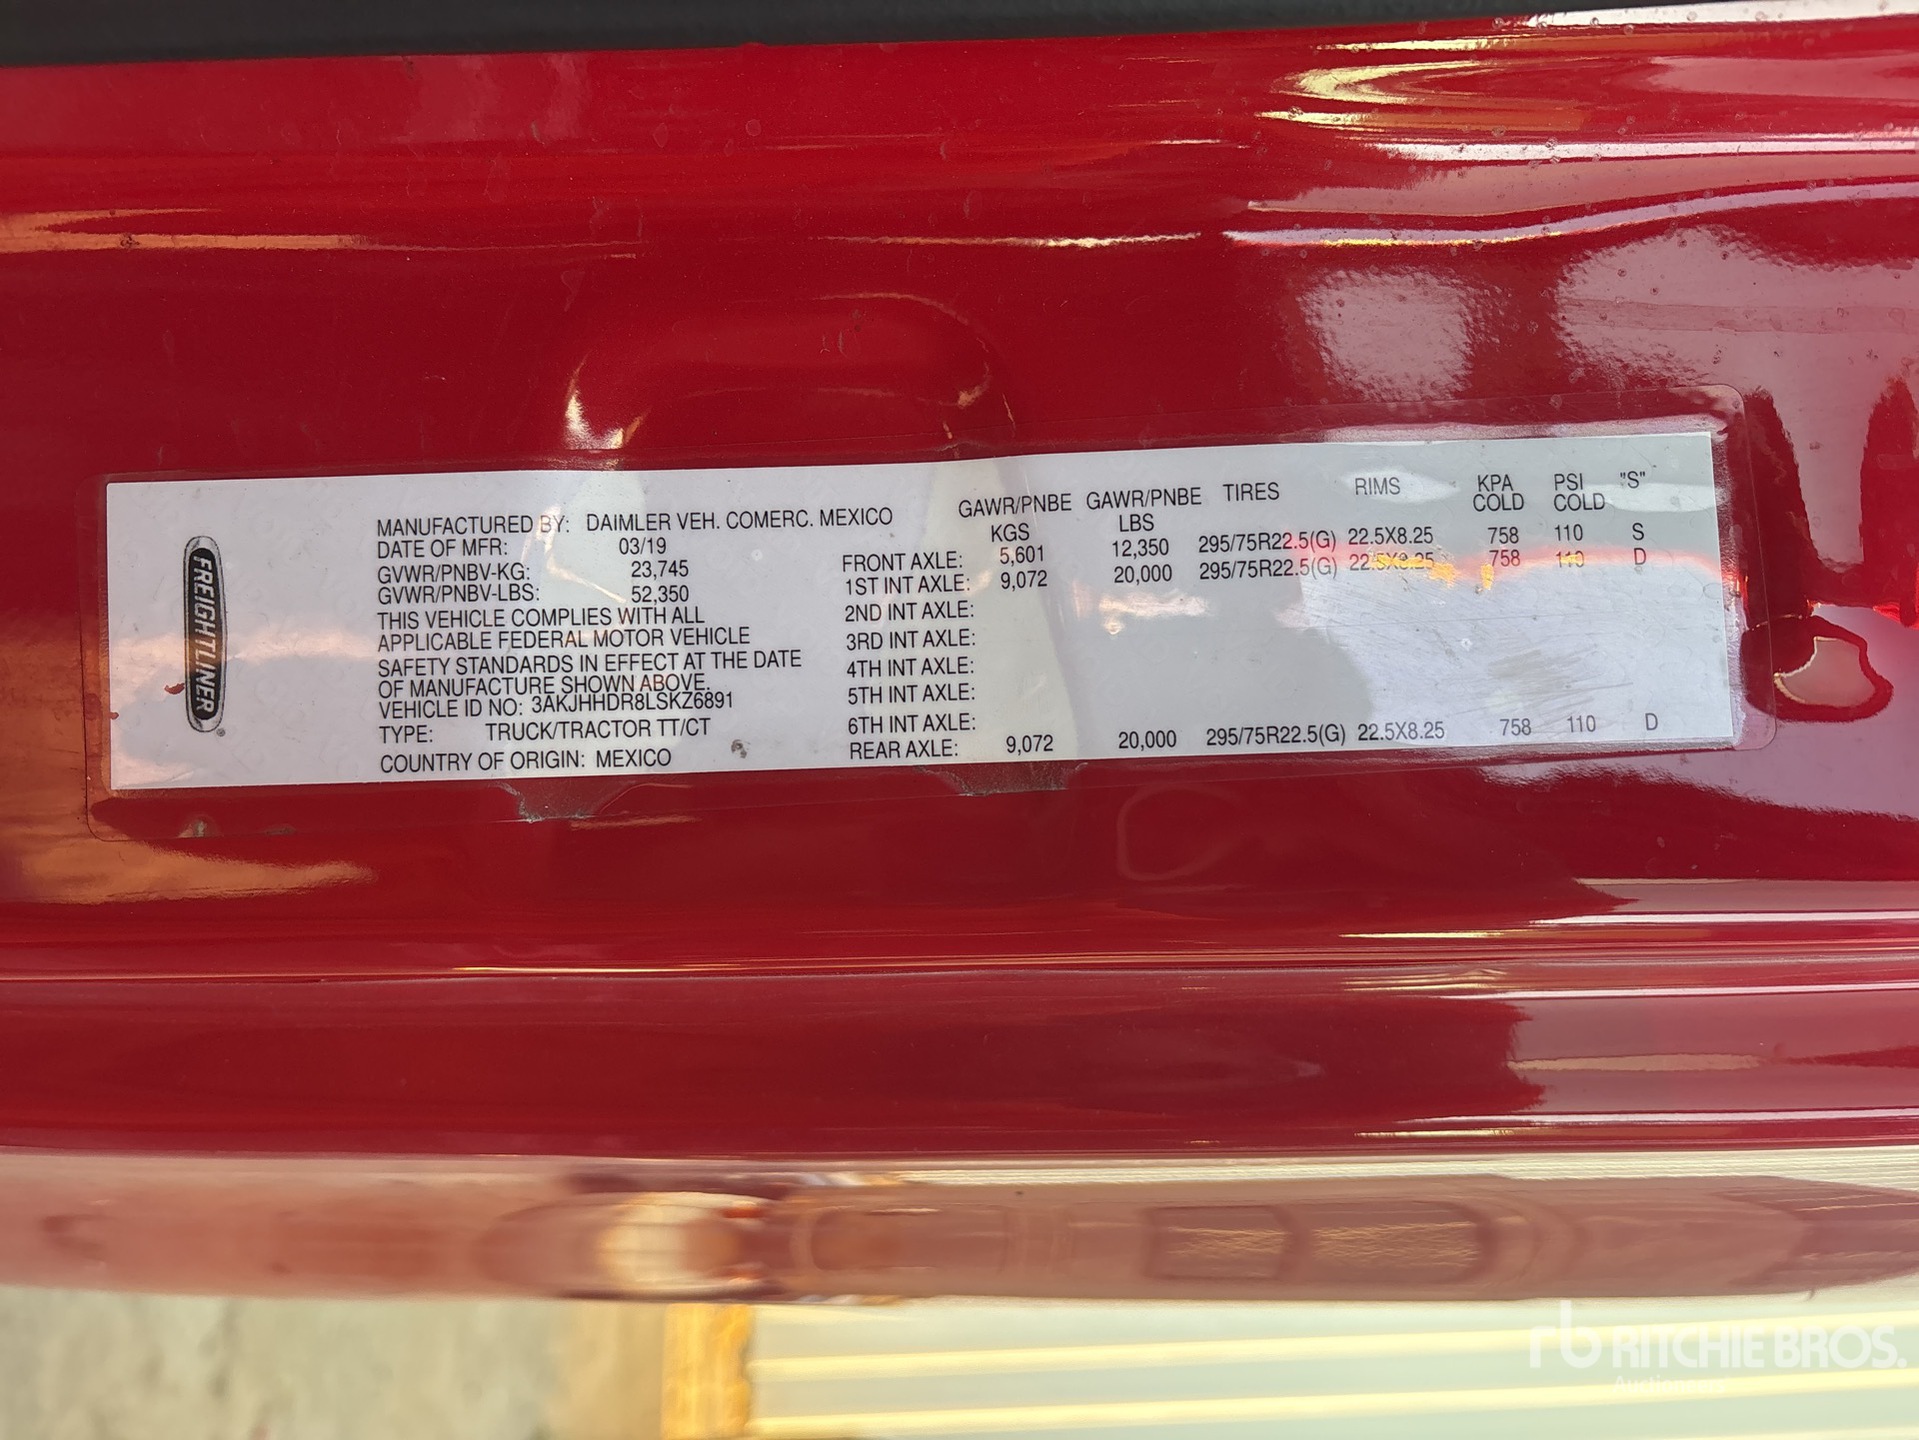 FREIGHTLINER®
MANUFACTURED BY: DAIMLER VEH. COMERC. MEXICO
DATE OF MFR: 03/19
GVWR/PNBV-KG: 23,745
GVWR/PNBV-LBS: 52,350
THIS VEHICLE COMPLIES WITH ALL
APPLICABLE FEDERAL MOTOR VEHICLE
SAFETY STANDARDS IN EFFECT AT THE DATE
OF MANUFACTURE SHOWN ABOVE.
VEHICLE ID NO: 3AKJHHDR8LSKZ6891
TYPE: TRUCK/TRACTOR TT/CT
COUNTRY OF ORIGIN: MEXICO
GAWR/PNBE GAWR/PNBE TIRES RIMS KPA PSI "S"
KGS LBS COLD COLD
FRONT AXLE: 5,601 12,350 295/75R22.5(G) 22.5X8.25 758 110 S
1ST INT AXLE: 9,072 20,000 295/75R22.5(G) 22.5X8.25 758 110 D
2ND INT AXLE:
3RD INT AXLE:
4TH INT AXLE:
5TH INT AXLE:
6TH INT AXLE:
REAR AXLE: 9,072 20,000 295/75R22.5(G) 22.5X8.25 758 110 D
rb RITCHIE BROS.
Auctioneers